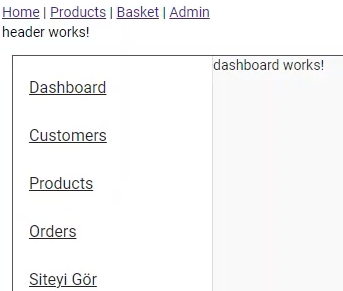 Home | Products | Basket | Admin
header works!
dashboard works!
Dashboard
Customers
Products
Orders
Siteyi Gör